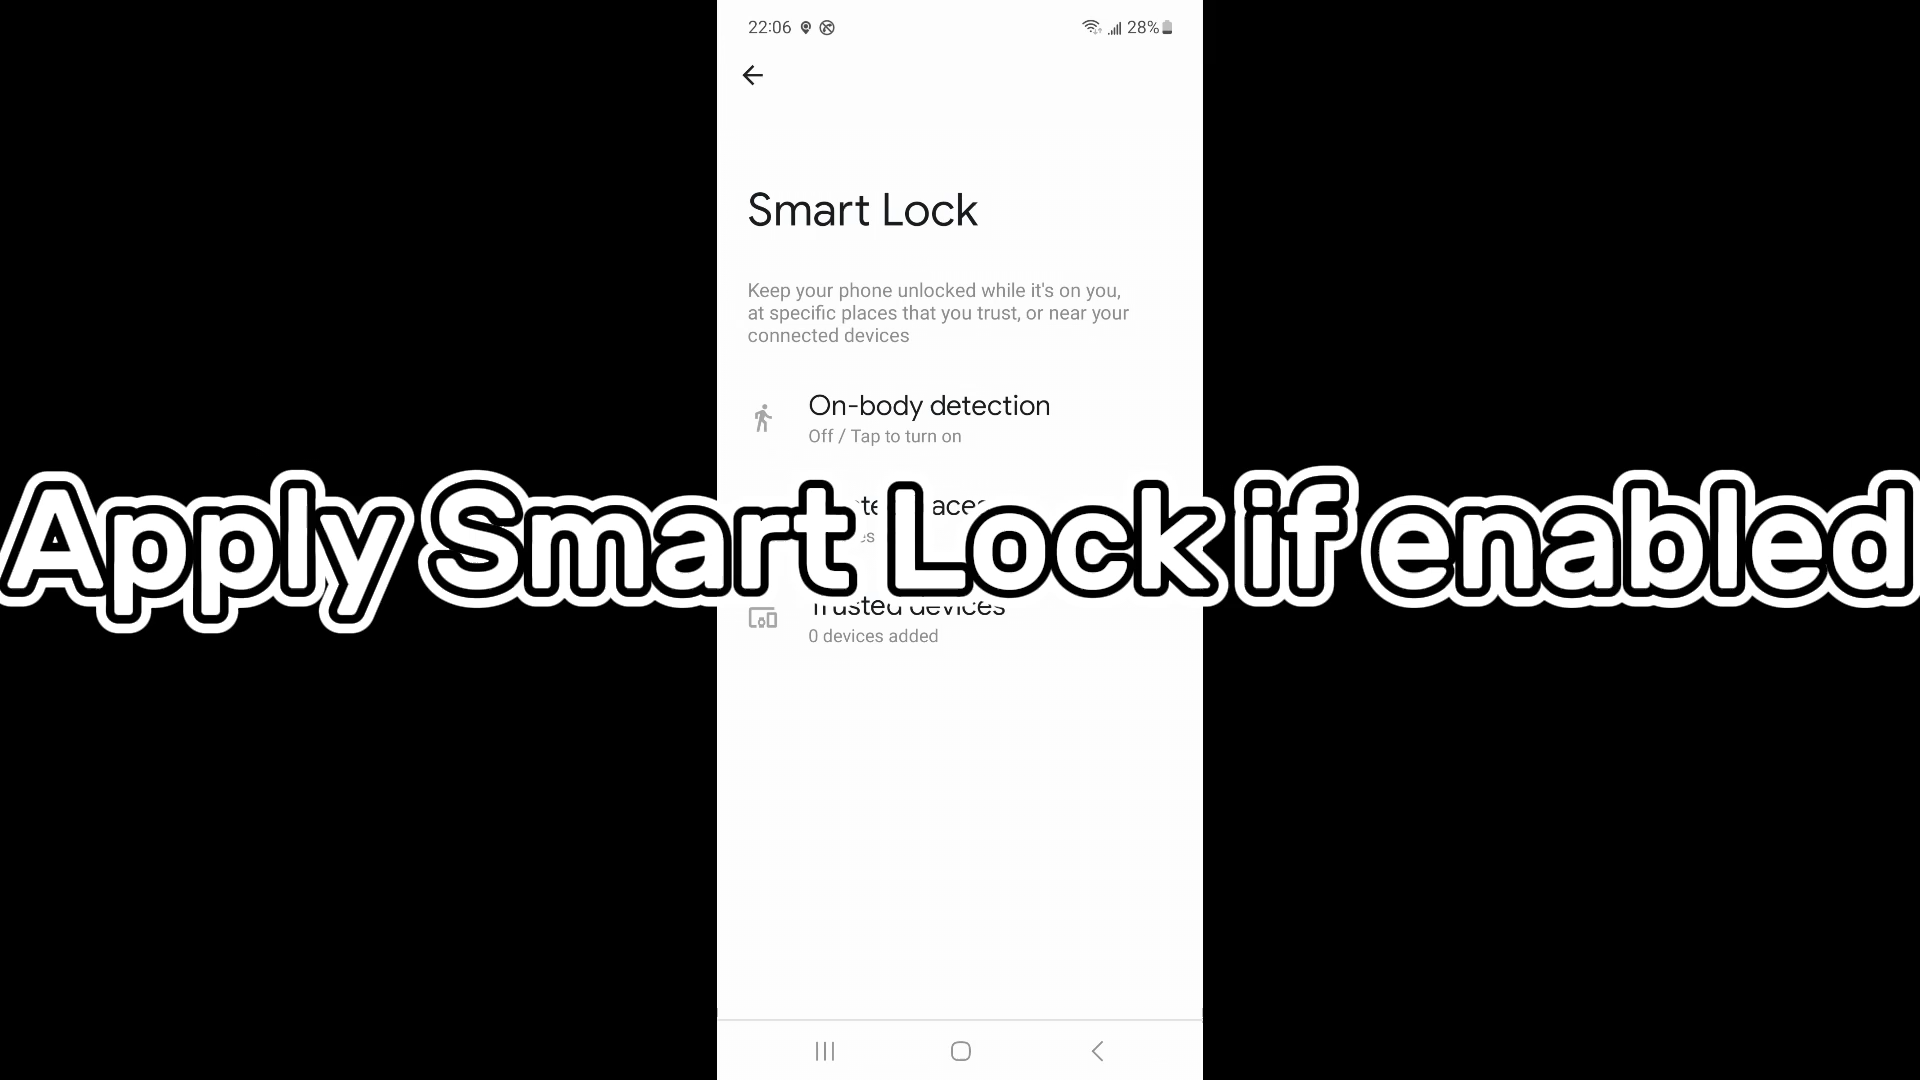 22:06
28%
Smart Lock
Keep your phone unlocked while it's on you,
at specific places that you trust, or near your
connected devices
On-body detection
Off / Tap to turn on
Apply Smart Lock if enabled
Trusted devices
0 devices added